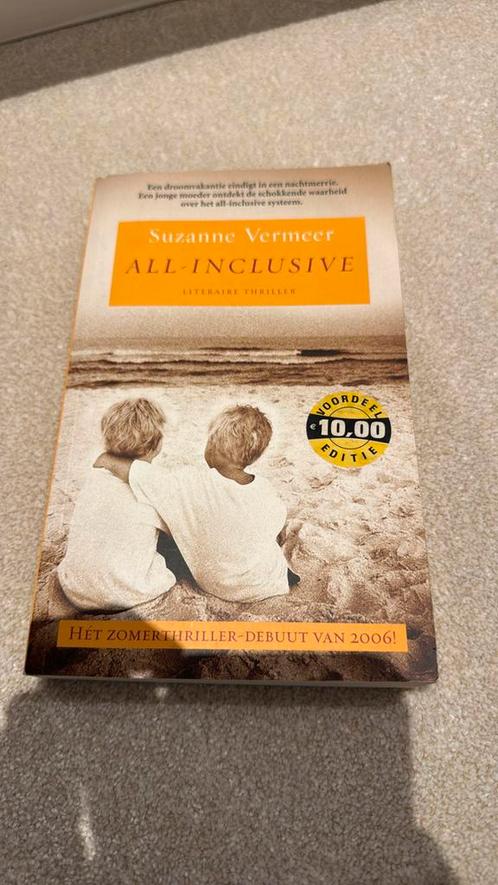 Een droomvakantie eindigt in een nachtmerrie.
Een jonge moeder ontdekt de schokkende waarheid
over het all-inclusive systeem.
Suzanne Vermeer
ALL-INCLUSIVE
LITERAIRE THRILLER
VOORDEEL
€ 10,00
EDITIE
HÉT ZOMERTHRILLER-DEBUUT VAN 2006!